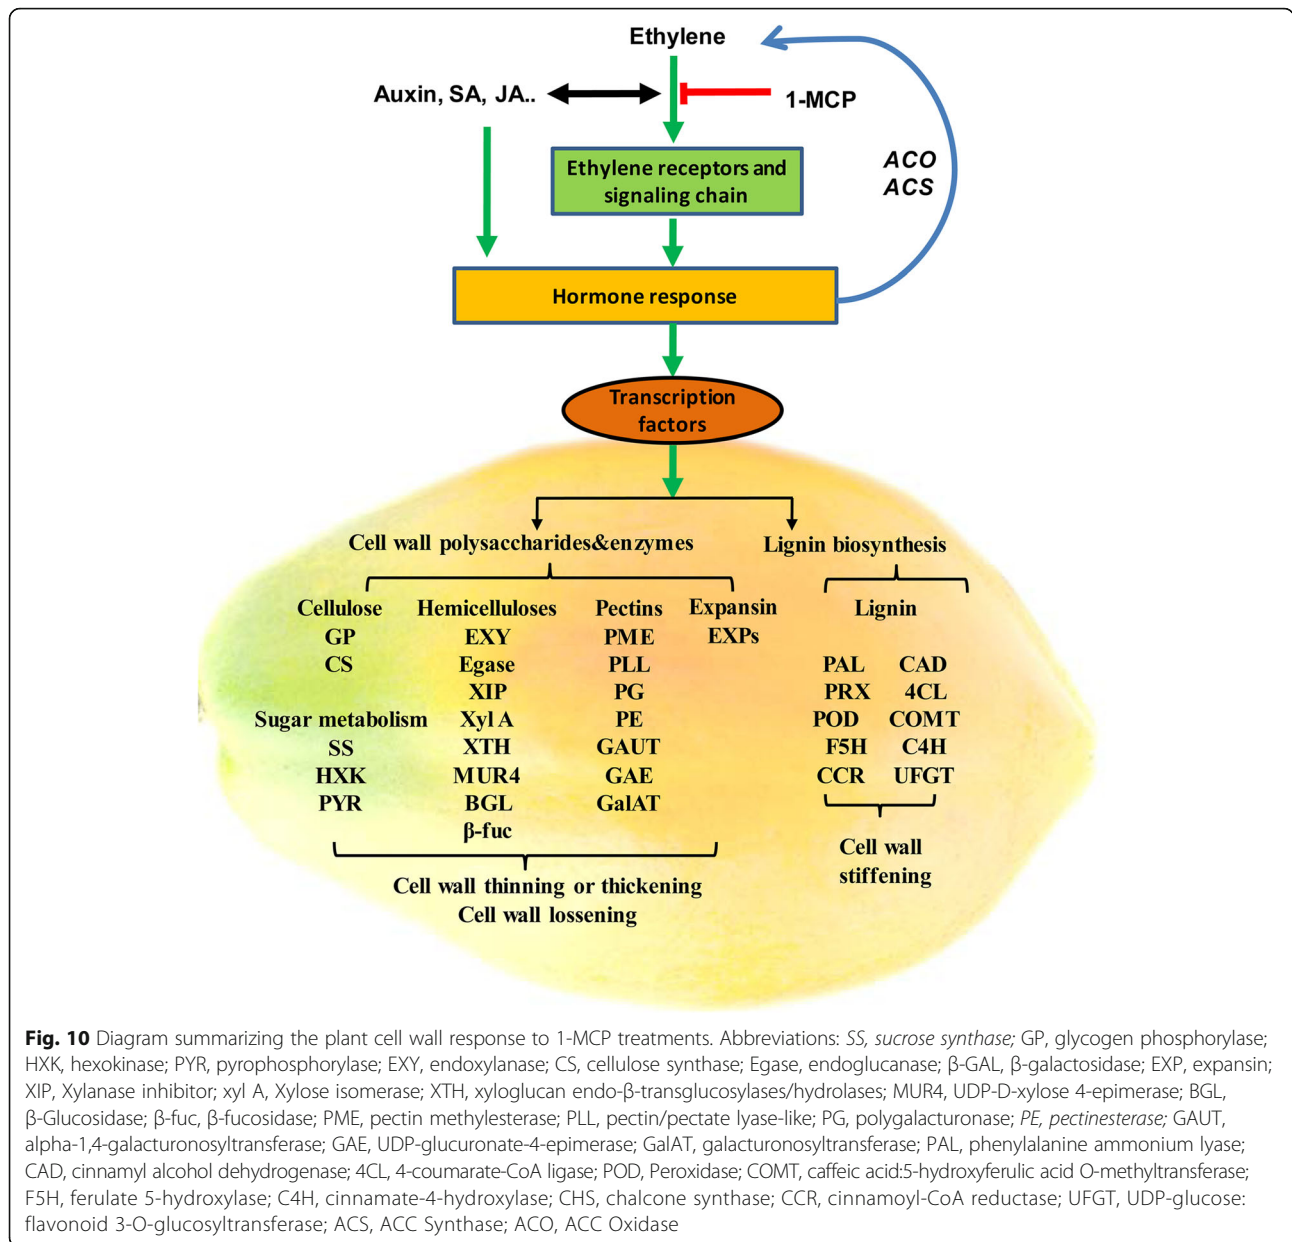 Ethylene
Auxin, SA, JA..
1-MCP
Ethylene receptors and
signaling chain
ACO
ACS
Hormone response
Transcription
factors
Cell wall polysaccharides&enzymes
Lignin biosynthesis
Cellulose
GP
CS
Sugar metabolism
SS
HXK
PYR
Hemicelluloses
EXY
Egase
XIP
Xyl A
XTH
MUR4
BGL
β-fuc
Pectins
PME
PLL
PG
PE
GAUT
GAE
GalAT
Expansin
EXPs
Cell wall thinning or thickening
Cell wall lossening
Lignin
PAL CAD
PRX 4CL
POD COMT
F5H C4H
CCR UFGT
Cell wall
stiffening
Fig. 10 Diagram summarizing the plant cell wall response to 1-MCP treatments. Abbreviations: SS, sucrose synthase; GP, glycogen phosphorylase;
HXK, hexokinase; PYR, pyrophosphorylase; EXY, endoxylanase; CS, cellulose synthase; Egase, endoglucanase; β-GAL, β-galactosidase; EXP, expansin;
XIP, Xylanase inhibitor; xyl A, Xylose isomerase; XTH, xyloglucan endo-β-transglucosylases/hydrolases; MUR4, UDP-D-xylose 4-epimerase; BGL,
β-Glucosidase; β-fuc, β-fucosidase; PME, pectin methylesterase; PLL, pectin/pectate lyase-like; PG, polygalacturonase; PE, pectinesterase; GAUT,
alpha-1,4-galacturonosyltransferase; GAE, UDP-glucuronate-4-epimerase; GalAT, galacturonosyltransferase; PAL, phenylalanine ammonium lyase;
CAD, cinnamyl alcohol dehydrogenase; 4CL, 4-coumarate-CoA ligase; POD, Peroxidase; COMT, caffeic acid:5-hydroxyferulic acid O-methyltransferase;
F5H, ferulate 5-hydroxylase; C4H, cinnamate-4-hydroxylase; CHS, chalcone synthase; CCR, cinnamoyl-CoA reductase; UFGT, UDP-glucose:
flavonoid 3-O-glucosyltransferase; ACS, ACC Synthase; ACO, ACC Oxidase